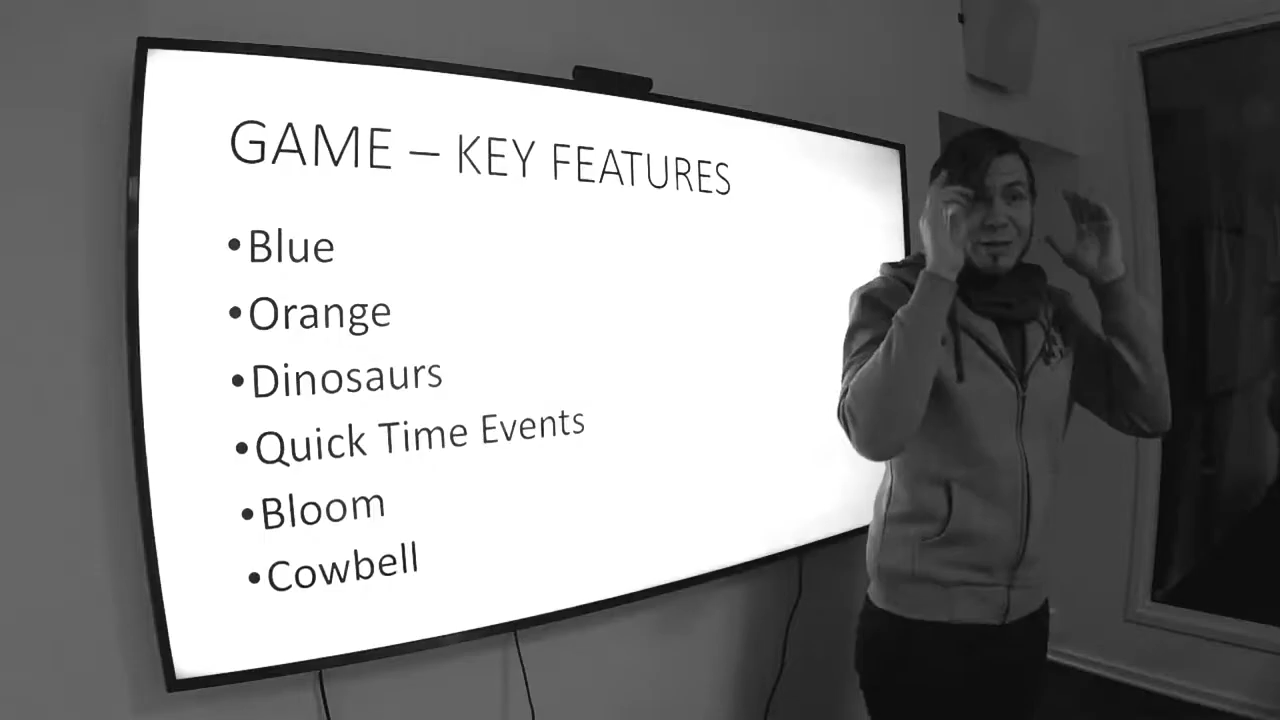 GAME – KEY FEATURES
•Blue
•Orange
•Dinosaurs
•Quick Time Events
•Bloom
•Cowbell